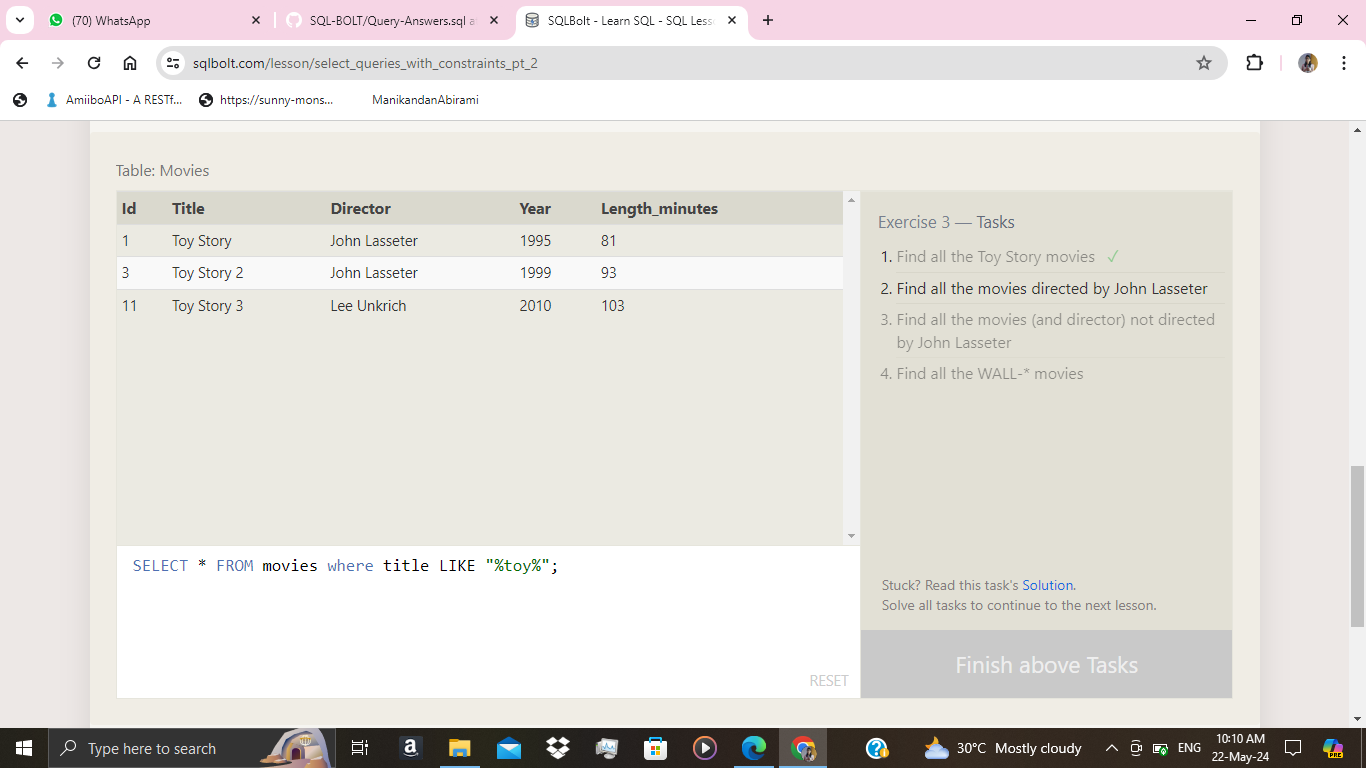 (70) WhatsApp
SQL-BOLT/Query-Answers.sql a
SQLBolt - Learn SQL - SQL Less
sqlbolt.com/lesson/select_queries_with_constraints_pt_2
AmiiboAPI - A RESTf...
https://sunny-mons...
ManikandanAbirami
Table: Movies
Id Title Director Year Length_minutes
1 Toy Story John Lasseter 1995 81
3 Toy Story 2 John Lasseter 1999 93
11 Toy Story 3 Lee Unkrich 2010 103
SELECT * FROM movies where title LIKE "%toy%";
RESET
Exercise 3 — Tasks
1. Find all the Toy Story movies ✓
2. Find all the movies directed by John Lasseter
3. Find all the movies (and director) not directed
by John Lasseter
4. Find all the WALL-* movies
Stuck? Read this task's Solution.
Solve all tasks to continue to the next lesson.
Finish above Tasks
Type here to search
30°C Mostly cloudy
ENG
10:10 AM
22-May-24
PRE